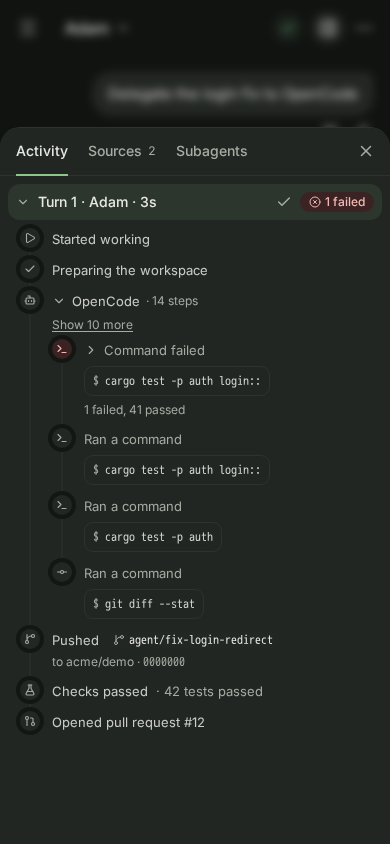 Adam
Delegate the login fix to OpenCode
Activity
Sources 2
Subagents
Turn 1 · Adam · 3s
1 failed
Started working
Preparing the workspace
OpenCode · 14 steps
Show 10 more
Command failed
$ cargo test -p auth login::
1 failed, 41 passed
Ran a command
$ cargo test -p auth login::
Ran a command
$ cargo test -p auth
Ran a command
$ git diff --stat
Pushed agent/fix-login-redirect
to acme/demo · 0000000
Checks passed · 42 tests passed
Opened pull request #12